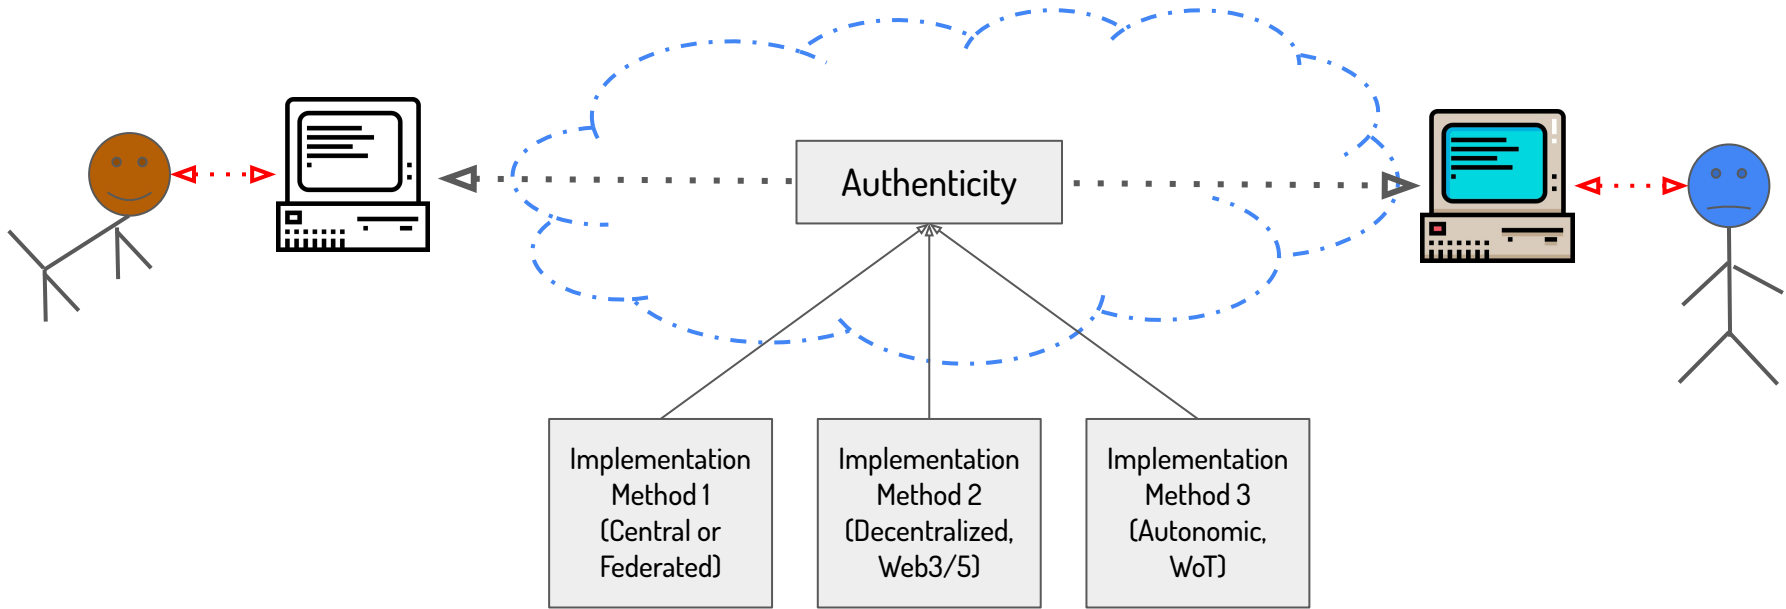 Authenticity
Implementation
Method 1
(Central or
Federated)
Implementation
Method 2
(Decentralized,
Web3/5)
Implementation
Method 3
(Autonomic,
WoT)